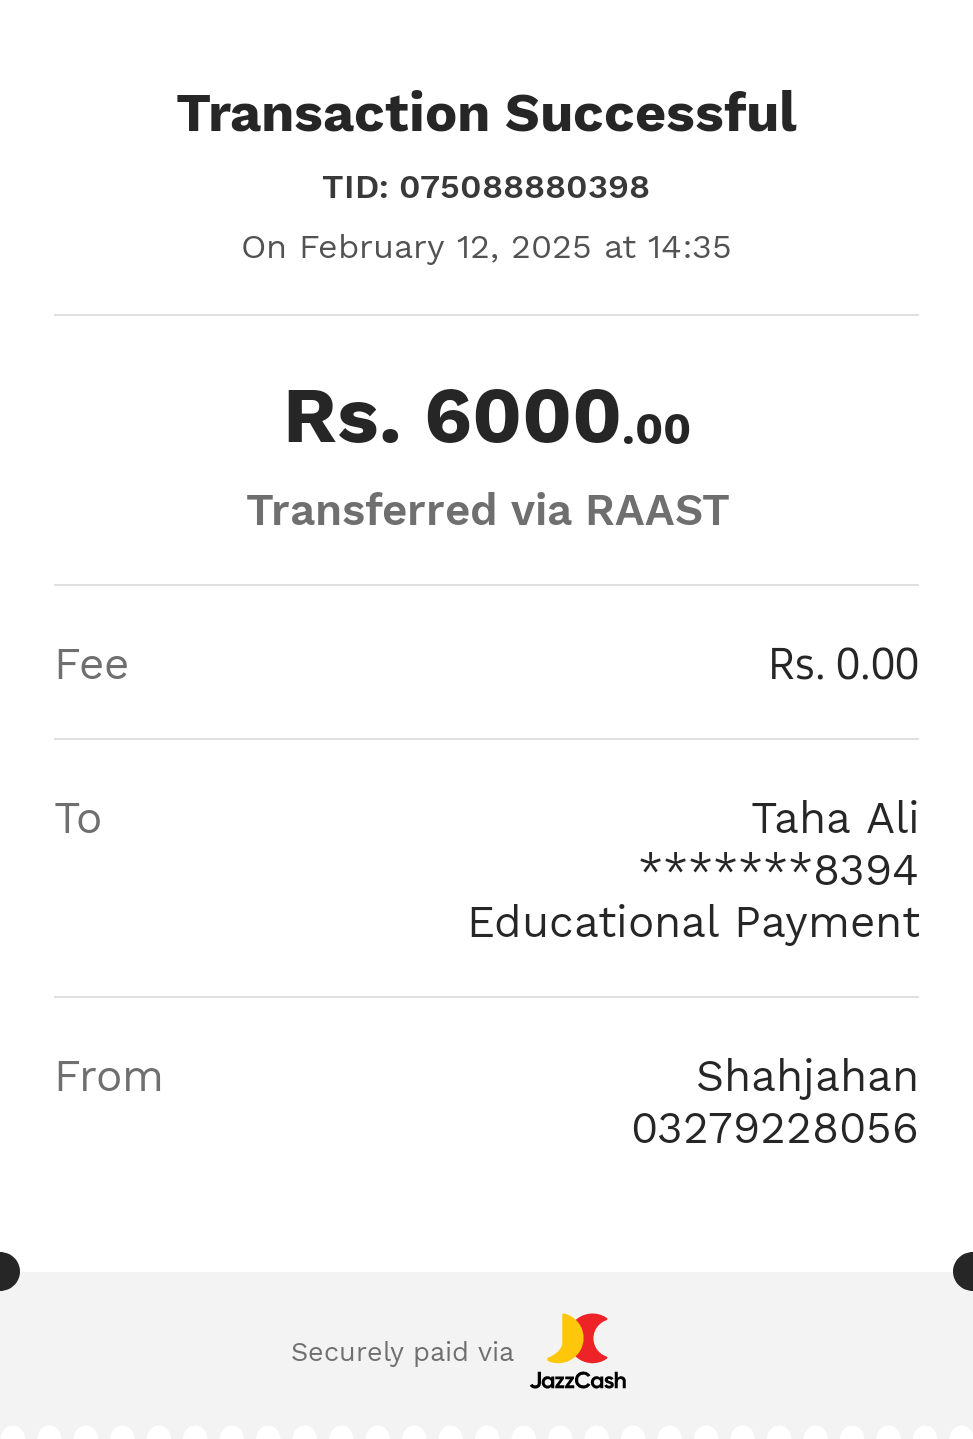 Transaction Successful
TID: 075088880398
On February 12, 2025 at 14:35
Rs. 6000.00
Transferred via RAAST
Fee Rs. 0.00
To Taha Ali
*******8394
Educational Payment
From Shahjahan
03279228056
Securely paid via JazzCash